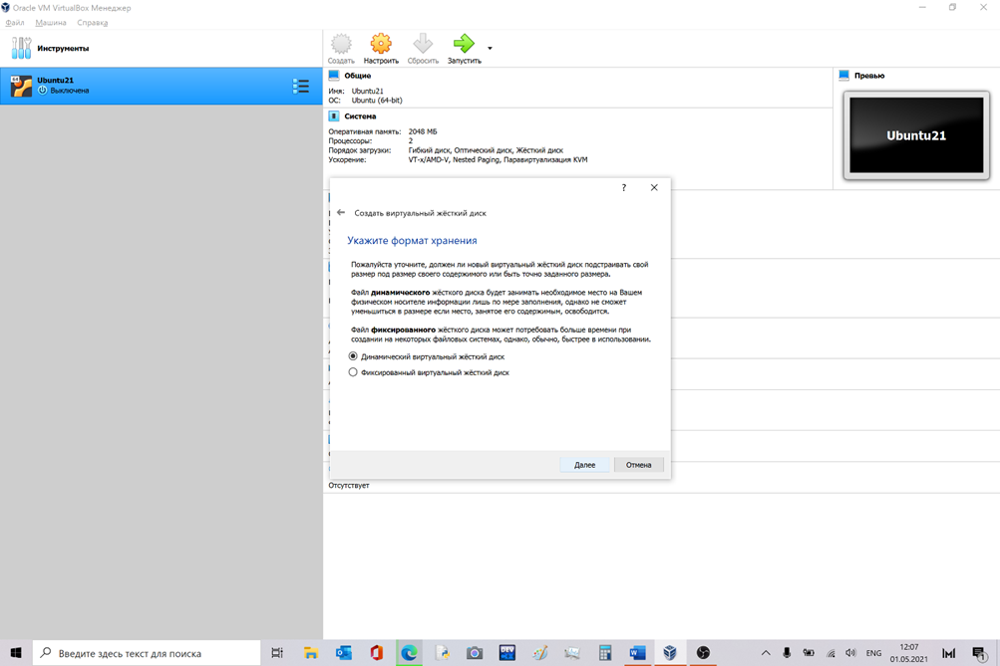 Oracle VM VirtualBox Менеджер
Файл Машина Справка
Инструменты
Создать Настроить Сбросить Запустить
64
Ubuntu21
Выключена
Общие
Имя: Ubuntu21
ОС: Ubuntu (64-bit)
Превью
Ubuntu21
Система
Оперативная память: 2048 МБ
Процессоры: 2
Порядок загрузки: Гибкий диск, Оптический диск, Жёсткий диск
Ускорение: VT-x/AMD-V, Nested Paging, Паравиртуализация KVM
?
Создать виртуальный жёсткий диск
Укажите формат хранения
Пожалуйста уточните, должен ли новый виртуальный жёсткий диск подстраивать свой
размер под размер своего содержимого или быть точно заданного размера.
Файл динамического жёсткого диска будет занимать необходимое место на Вашем
физическом носителе информации лишь по мере заполнения, однако не сможет
уменьшиться в размере если место, занятое его содержимым, освободится.
Файл фиксированного жёсткого диска может потребовать больше времени при
создании на некоторых файловых системах, однако, обычно, быстрее в использовании.
Динамический виртуальный жёсткий диск
Фиксированный виртуальный жёсткий диск
Далее Отмена
Отсутствует
Введите здесь текст для поиска
ENG
12:07
01.05.2021